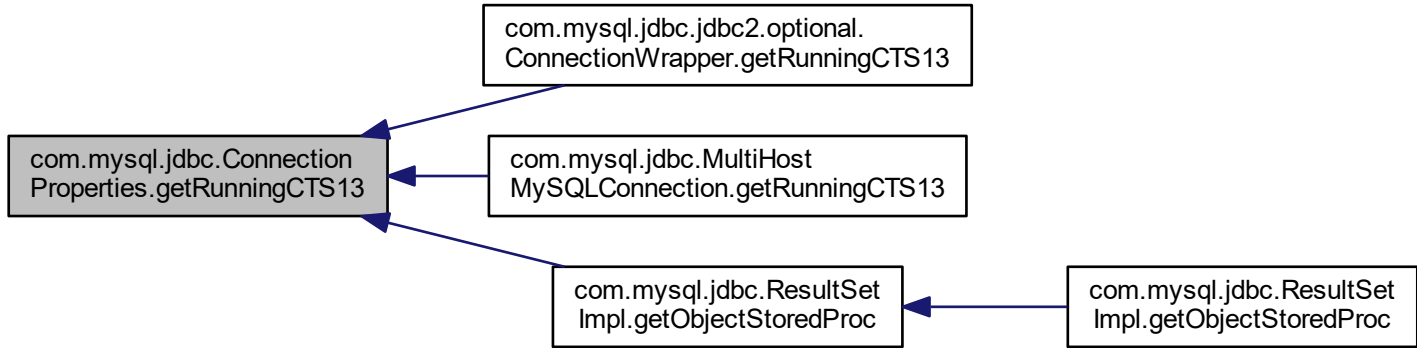 com.mysql.jdbc.jdbc2.optional.
ConnectionWrapper.getRunningCTS13
com.mysql.jdbc.Connection
Properties.getRunningCTS13
com.mysql.jdbc.MultiHost
MySQLConnection.getRunningCTS13
com.mysql.jdbc.ResultSet
Impl.getObjectStoredProc
com.mysql.jdbc.ResultSet
Impl.getObjectStoredProc